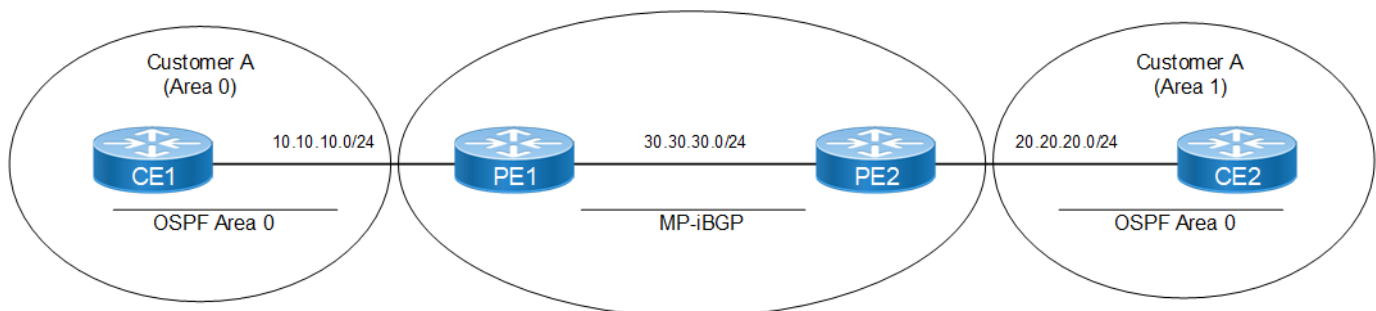 Customer A
(Area 0)
Customer A
(Area 1)
10.10.10.0/24
30.30.30.0/24
20.20.20.0/24
CE1
PE1
PE2
CE2
OSPF Area 0
MP-iBGP
OSPF Area 0